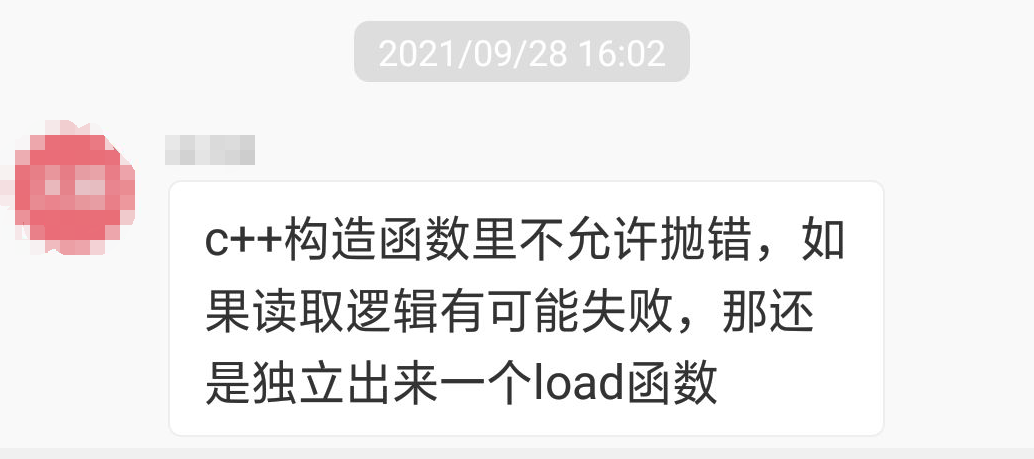 2021/09/28 16:02
c++构造函数里不允许抛错，如
果读取逻辑有可能失败，那还
是独立出来一个load函数